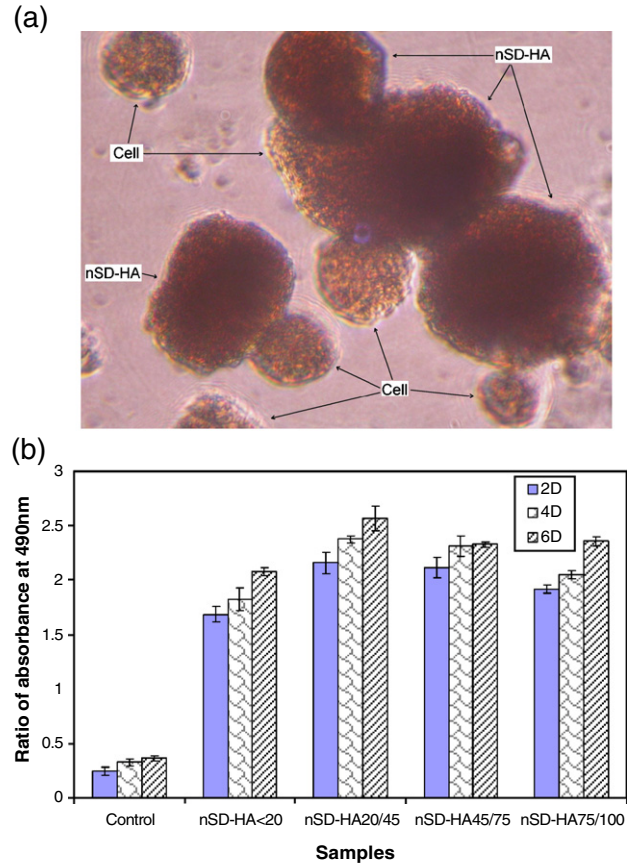 (a)
nSD-HA
Cell
nSD-HA
Cell
(b)
Ratio of absorbance at 490nm
3
2.5
2
1.5
1
0.5
0
2D
4D
6D
Control
nSD-HA<20
nSD-HA20/45
nSD-HA45/75
nSD-HA75/100
Samples